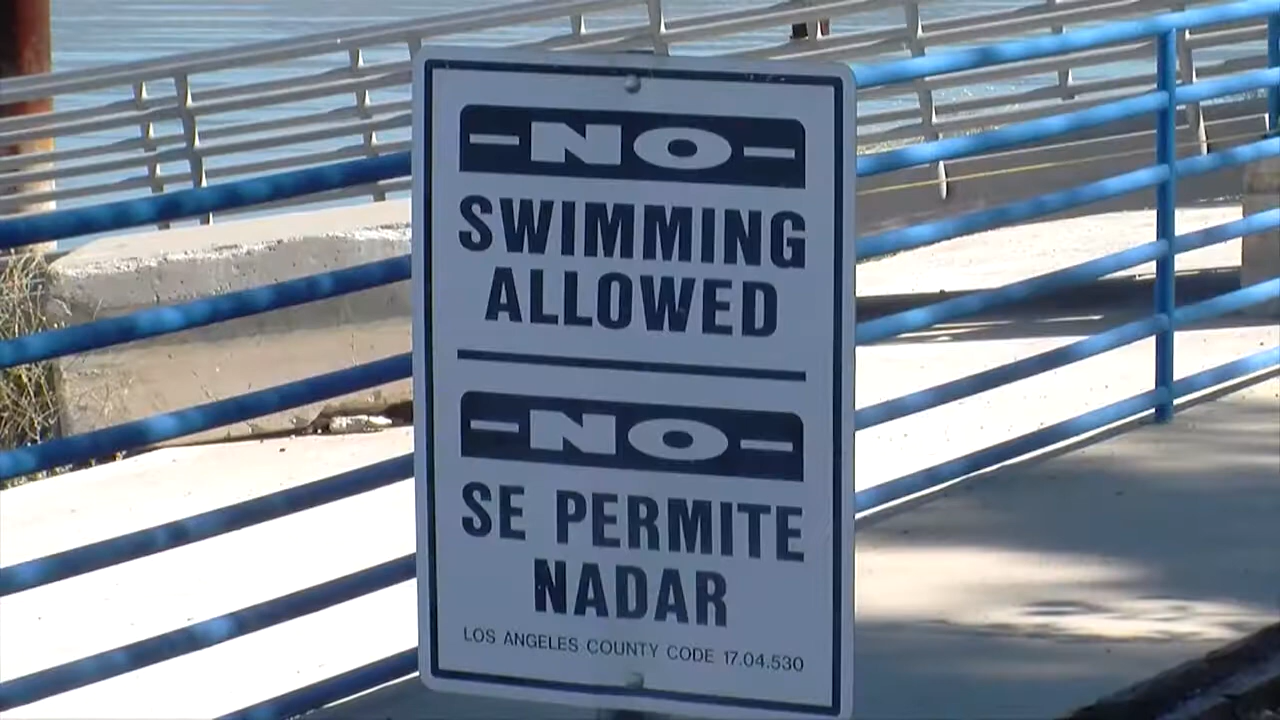 -NO-
SWIMMING
ALLOWED
-NO-
SE PERMITE
NADAR
LOS ANGELES COUNTY CODE 17.04.530